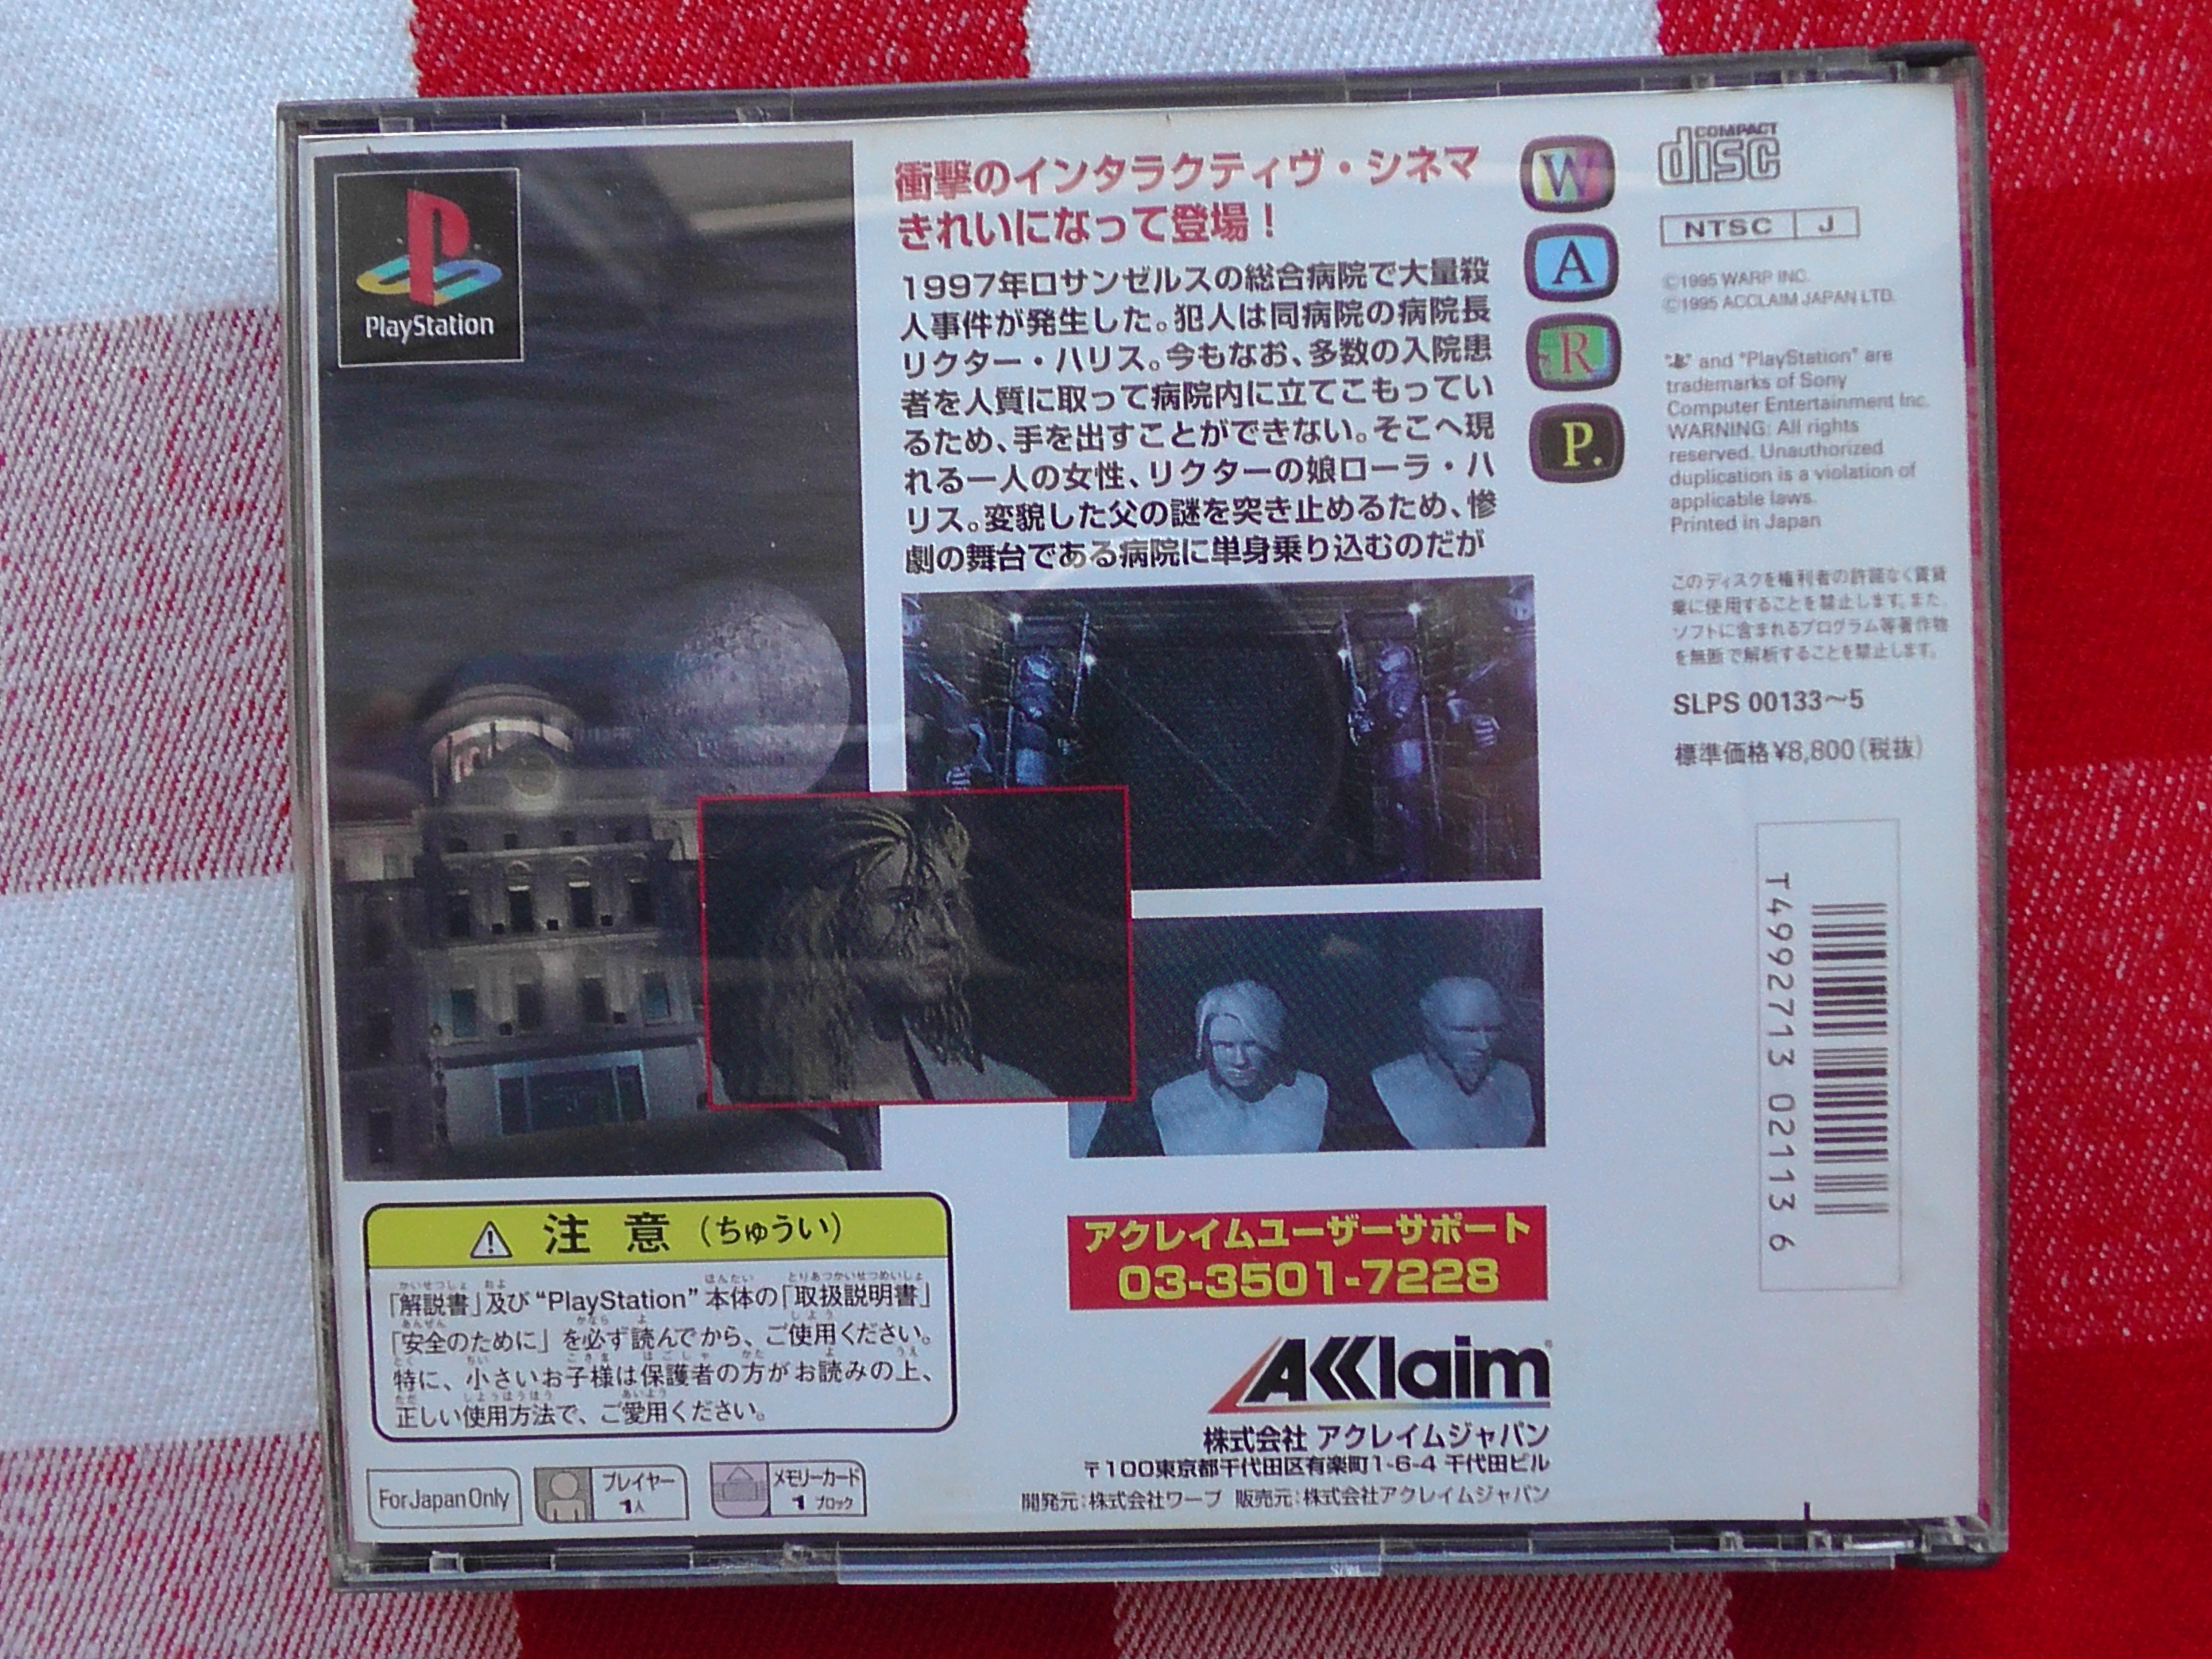 PlayStation
衝撃のインタラクティヴ・シネマ
きれいになって登場！
1997年ロサンゼルスの総合病院で大量殺
人事件が発生した。犯人は同病院の病院長
リクター・ハリス。今もなお、多数の入院患
者を人質に取って病院内に立てこもってい
るため、手を出すことができない。そこへ現
れる一人の女性、リクターの娘ローラ・ハ
リス。変貌した父の謎を突き止めるため、惨
劇の舞台である病院に単身乗り込むのだが
W
A
R
P.
COMPACT
disc
NTSC J
©1995 WARP INC.
©1995 ACCLAIM JAPAN LTD.
" " and "PlayStation" are
trademarks of Sony
Computer Entertainment Inc.
WARNING: All rights
reserved. Unauthorized
duplication is a violation of
applicable laws.
Printed in Japan
このディスクを権利者の許諾なく賃貸
業に使用することを禁止します。また、
ソフトに含まれるプログラム等著作物
を無断で解析することを禁止します。
SLPS 00133～5
標準価格¥8,800(税抜)
T4992713 021136
注 意 (ちゅうい)
「解説書」及び“PlayStation”本体の「取扱説明書」
「安全のために」を必ず読んでから、ご使用ください。
特に、小さいお子様は保護者の方がお読みの上、
正しい使用方法で、ご愛用ください。
For Japan Only
プレイヤー
1人
メモリーカード
1 ブロック
アクレイムユーザーサポート
03-3501-7228
AKKlaim
株式会社 アクレイムジャパン
〒100東京都千代田区有楽町1-6-4 千代田ビル
開発元：株式会社ワープ 販売元：株式会社アクレイムジャパン